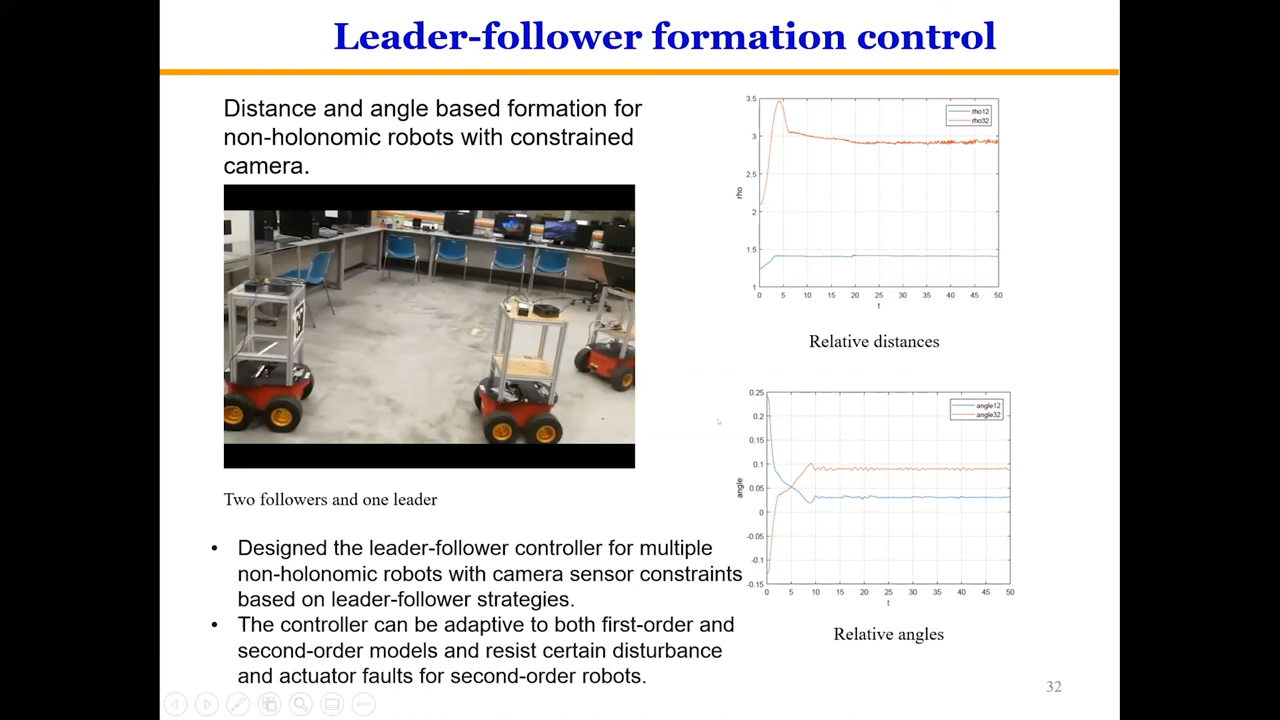 Leader-follower formation control
Distance and angle based formation for
non-holonomic robots with constrained
camera.
Two followers and one leader
• Designed the leader-follower controller for multiple
non-holonomic robots with camera sensor constraints
based on leader-follower strategies.
• The controller can be adaptive to both first-order and
second-order models and resist certain disturbance
and actuator faults for second-order robots.
3.5
3
2.5
2
1.5
1
rho
0 5 10 15 20 25 30 35 40 45 50
t
rho12
rho32
Relative distances
0.25
0.2
0.15
0.1
0.05
0
-0.05
-0.1
-0.15
angle
0 5 10 15 20 25 30 35 40 45 50
t
angle12
angle32
Relative angles
32